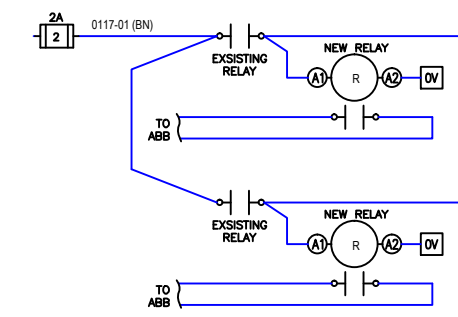 2A
2
0117-01 (BN)
EXSISTING
RELAY
NEW RELAY
A1
R
A2
0V
TO
ABB
EXSISTING
RELAY
NEW RELAY
A1
R
A2
0V
TO
ABB